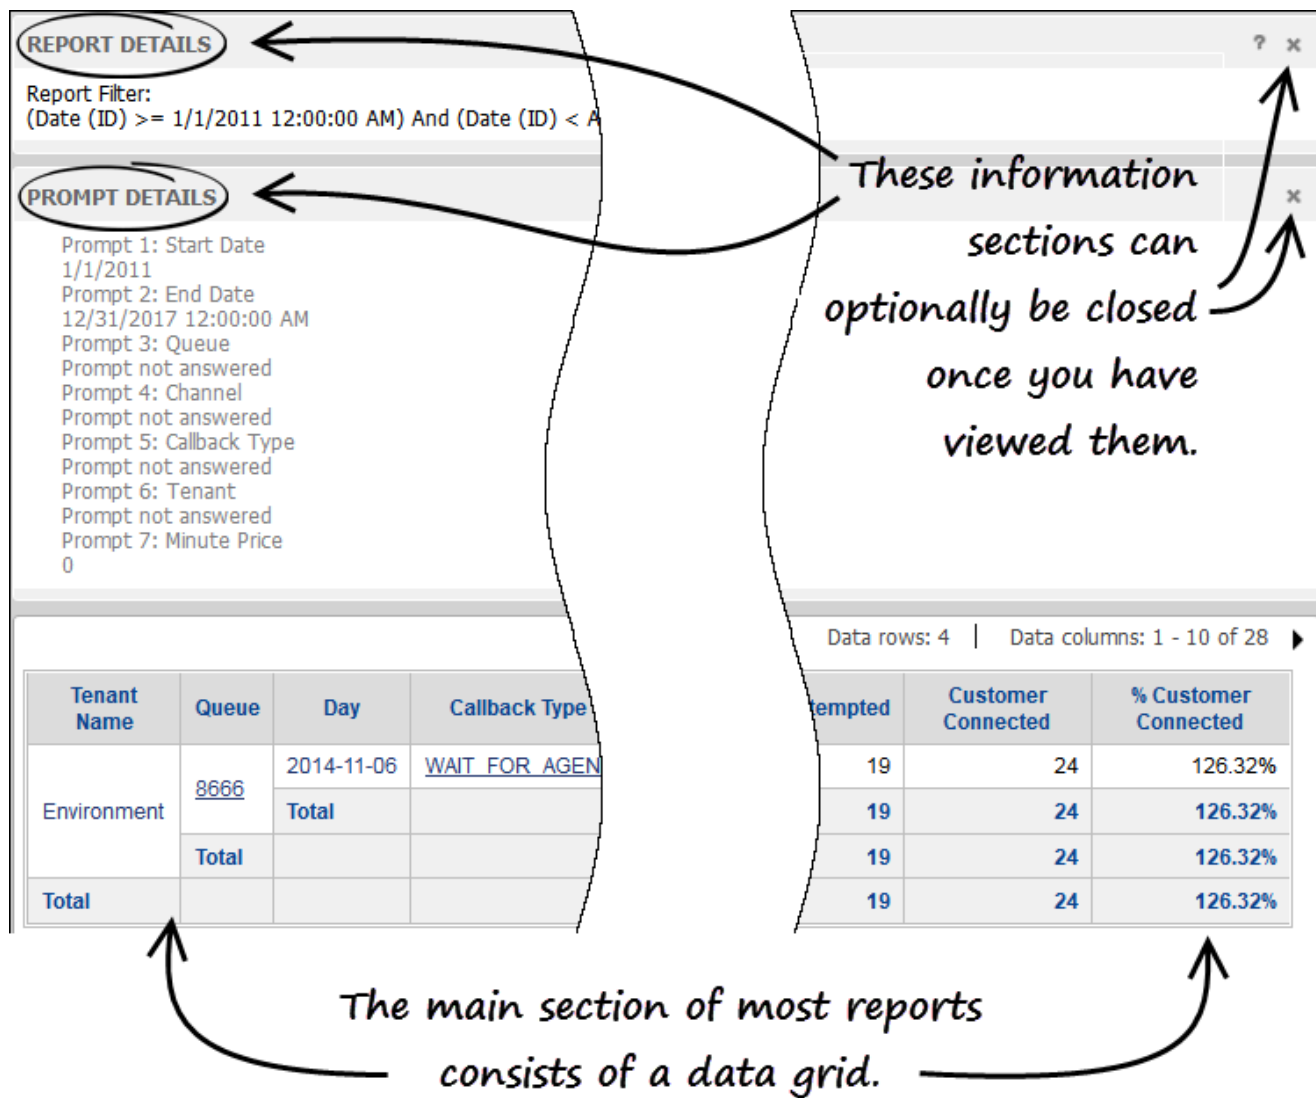 REPORT DETAILS
? ×
Report Filter:
(Date (ID) >= 1/1/2011 12:00:00 AM) And (Date (ID) <
PROMPT DETAILS
×
Prompt 1: Start Date
1/1/2011
Prompt 2: End Date
12/31/2017 12:00:00 AM
Prompt 3: Queue
Prompt not answered
Prompt 4: Channel
Prompt not answered
Prompt 5: Callback Type
Prompt not answered
Prompt 6: Tenant
Prompt not answered
Prompt 7: Minute Price
0
These information
sections can
optionally be closed
once you have
viewed them.
Data rows: 4 | Data columns: 1 - 10 of 28
Tenant Name Queue Day Callback Type tempted Customer Connected % Customer Connected
Environment 8666 2014-11-06 WAIT_FOR_AGEN 19 24 126.32%
Total 19 24 126.32%
Total 19 24 126.32%
Total 19 24 126.32%
The main section of most reports
consists of a data grid.